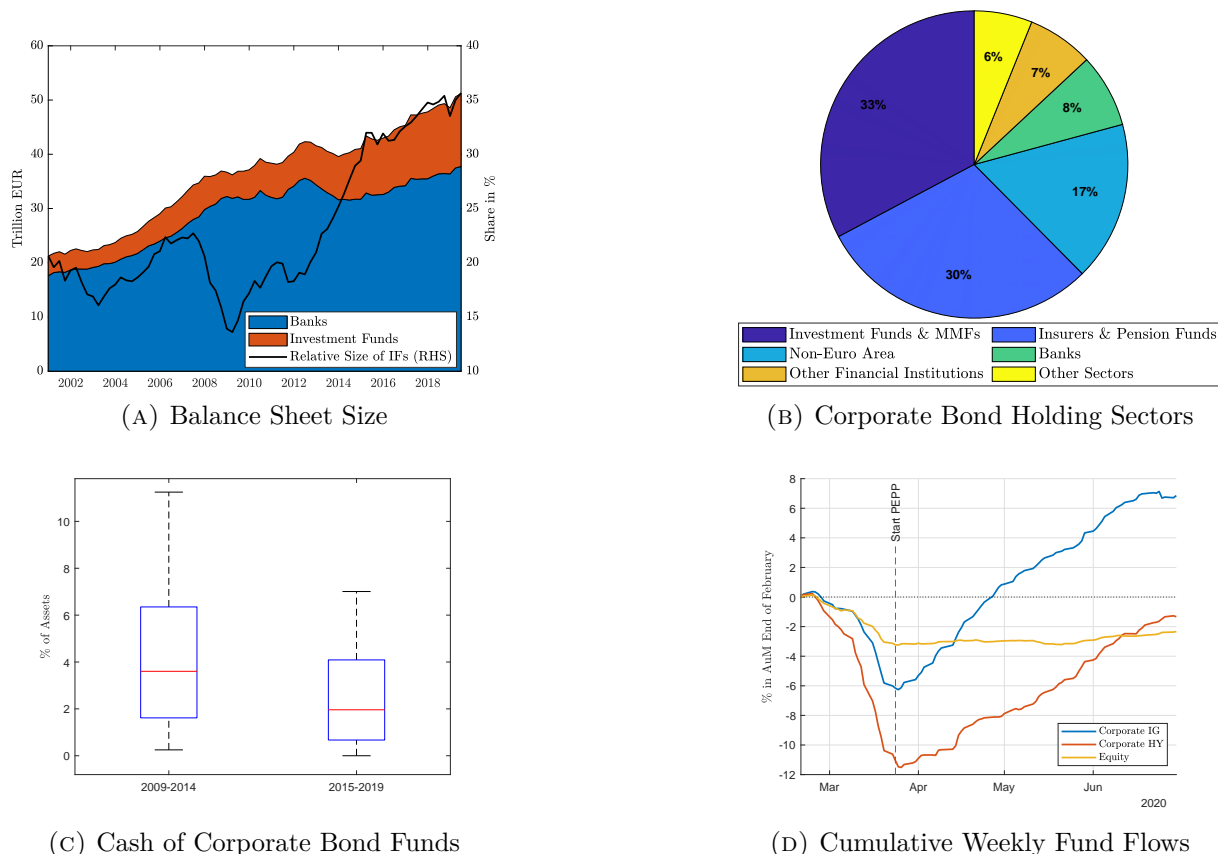 60
50
40
30
20
10
0
Trillion EUR
40
35
30
25
20
15
10
Share in %
Banks
Investment Funds
Relative Size of IFs (RHS)
2002 2004 2006 2008 2010 2012 2014 2016 2018
(A) Balance Sheet Size
6%
7%
8%
17%
30%
33%
Investment Funds & MMFs Insurers & Pension Funds
Non-Euro Area Banks
Other Financial Institutions Other Sectors
(B) Corporate Bond Holding Sectors
10
8
6
4
2
0
% of Assets
2009-2014 2015-2019
(C) Cash of Corporate Bond Funds
8
6
4
2
0
-2
-4
-6
-8
-10
-12
% in AuM End of February
Start PEPP
Corporate IG
Corporate HY
Equity
Mar Apr May Jun
2020
(D) Cumulative Weekly Fund Flows